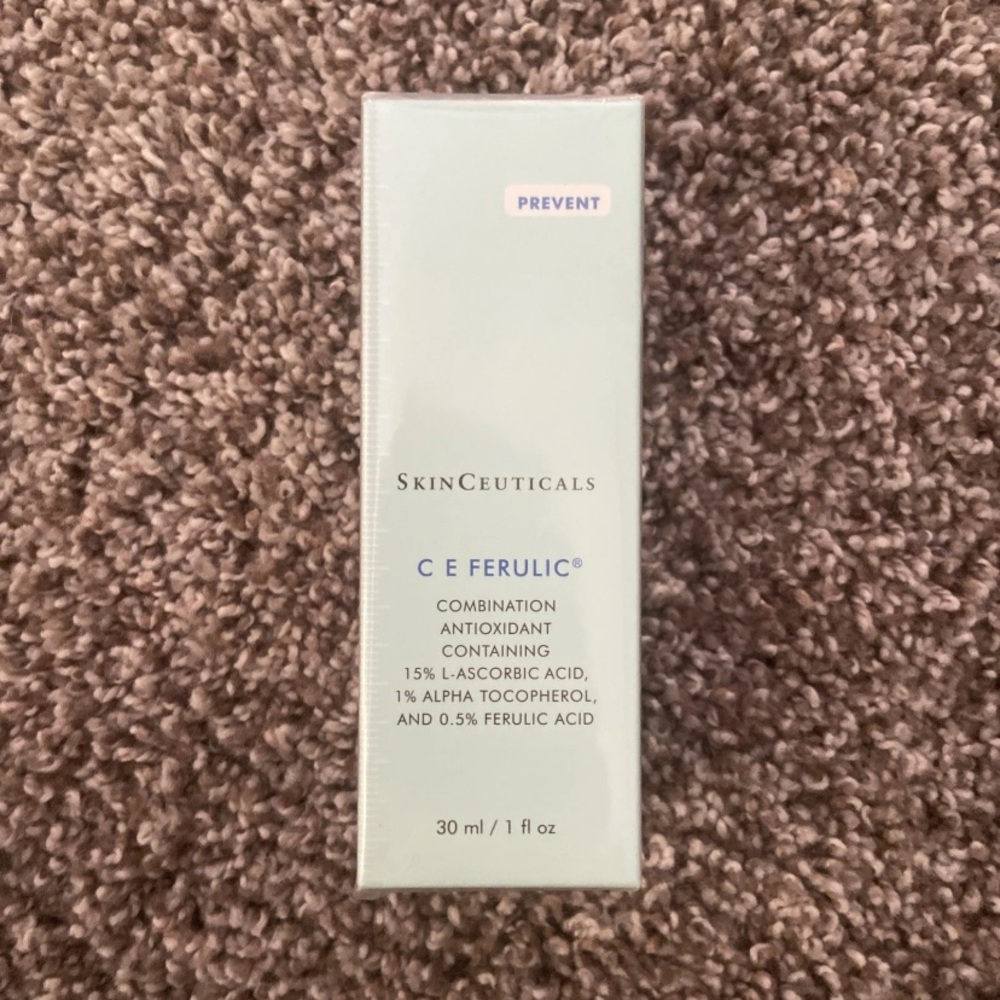 PREVENT
SKINCEUTICALS
C E FERULIC®
COMBINATION
ANTIOXIDANT
CONTAINING
15% L-ASCORBIC ACID,
1% ALPHA TOCOPHEROL,
AND 0.5% FERULIC ACID
30 ml / 1 fl oz